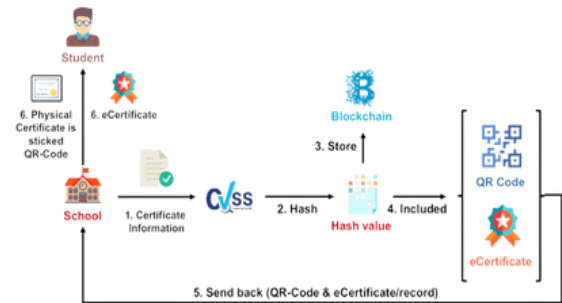 Student
6. Physical
Certificate is
sticked
QR-Code
6. eCertificate
Blockchain
3. Store
School
1. Certificate
Information
CVSS
2. Hash
Hash value
4. Included
QR Code
eCertificate
5. Send back (QR-Code & eCertificate/record)